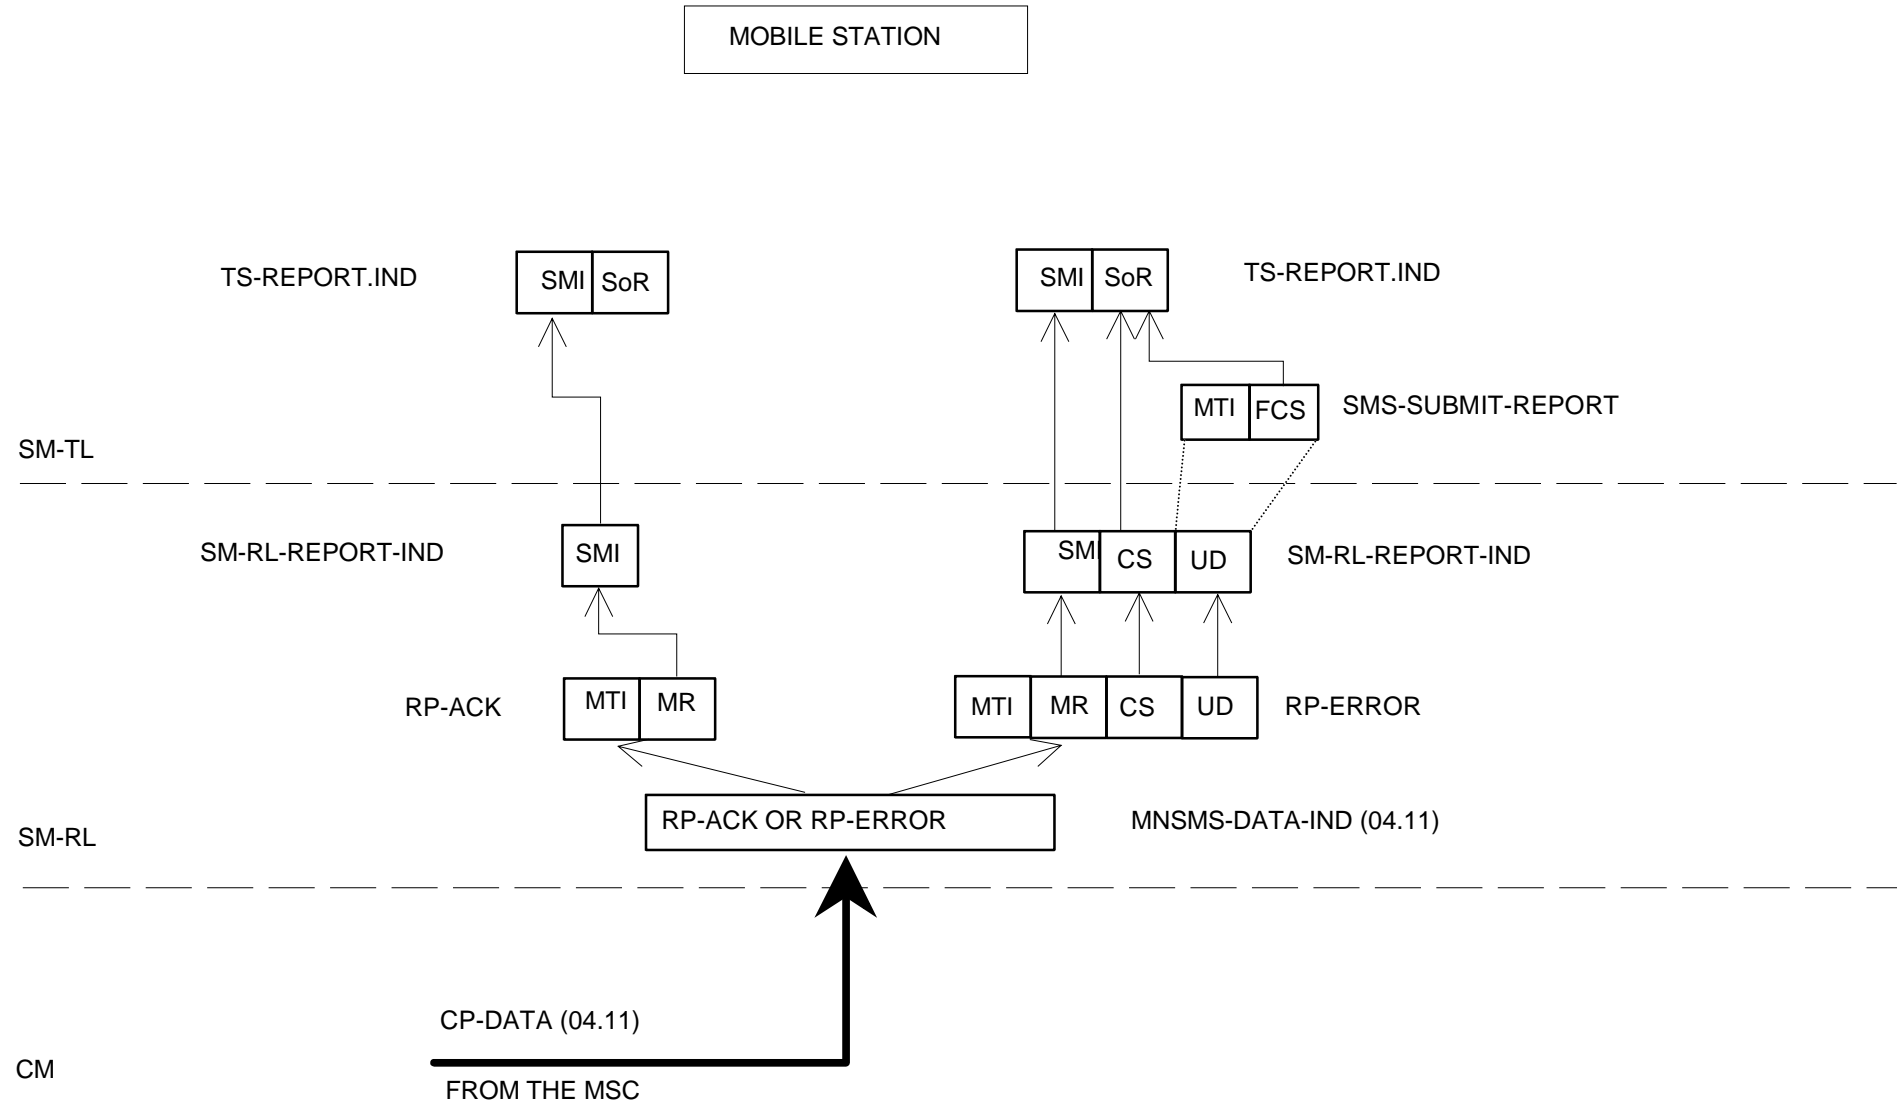 MOBILE STATION
TS-REPORT.IND
SMI SoR
SMI SoR
TS-REPORT.IND
MTI FCS
SMS-SUBMIT-REPORT
SM-TL
SM-RL-REPORT-IND
SMI
SMI CS UD
SM-RL-REPORT-IND
RP-ACK
MTI MR
MTI MR CS UD
RP-ERROR
RP-ACK OR RP-ERROR
MNSMS-DATA-IND (04.11)
SM-RL
CP-DATA (04.11)
CM
FROM THE MSC